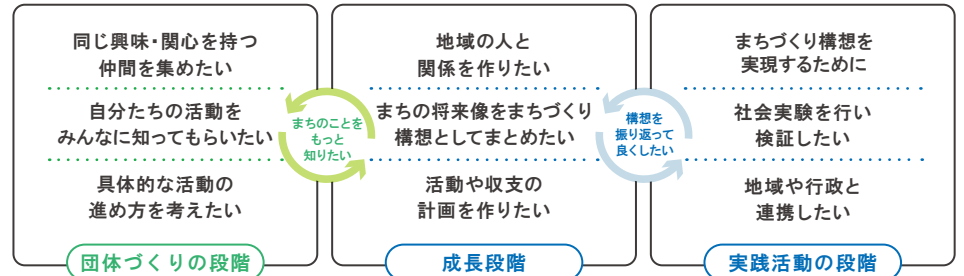 同じ興味・関心を持つ
仲間を集めたい
自分たちの活動を
みんなに知ってもらいたい
具体的な活動の
進め方を考えたい
団体づくりの段階
まちのことを
もっと
知りたい
地域の人と
関係を作りたい
まちの将来像をまちづくり
構想としてまとめたい
活動や収支の
計画を作りたい
成長段階
構想を
振り返って
良くしたい
まちづくり構想を
実現するために
社会実験を行い
検証したい
地域や行政と
連携したい
実践活動の段階